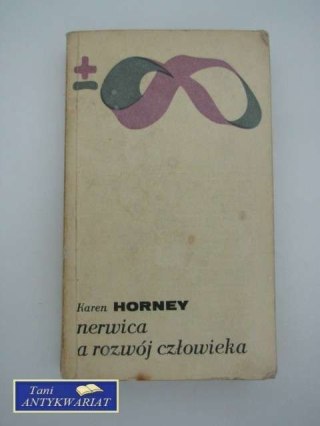 ±
Karen HORNEY
nerwica
a rozwój człowieka
Tani
ANTYKWARIAT